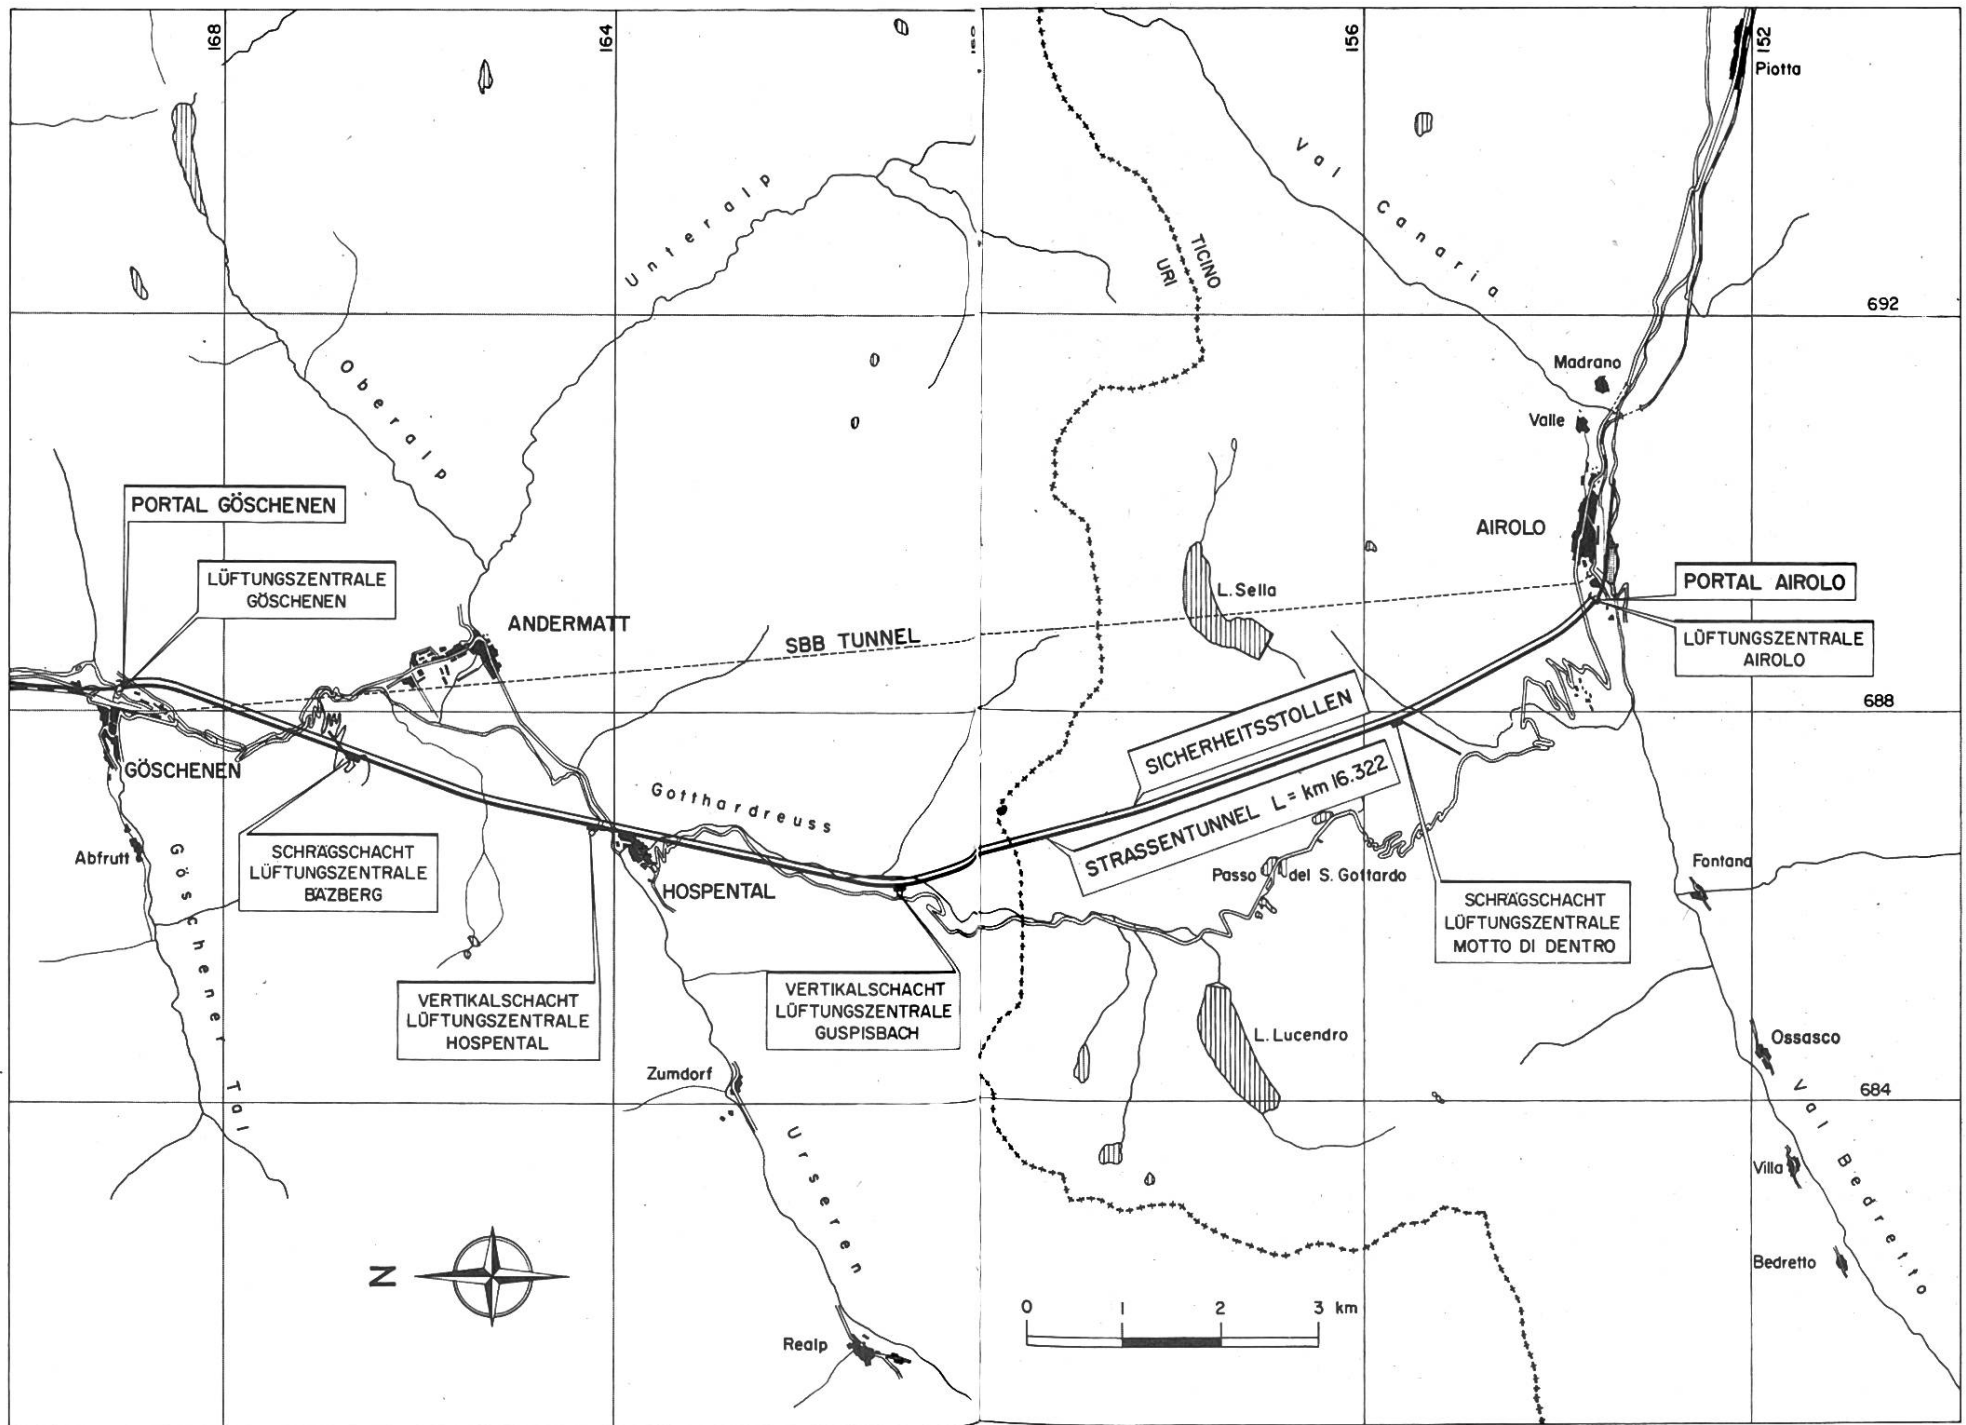 168
164
160
156
152
Piotta
Val Canaria
Unteralp
TICINO
URI
692
Oberalp
Madrano
Valle
PORTAL GÖSCHENEN
AIROLO
LÜFTUNGSZENTRALE
GÖSCHENEN
L. Sella
PORTAL AIROLO
ANDERMATT
SBB TUNNEL
LÜFTUNGSZENTRALE
AIROLO
688
SICHERHEITSSTOLLEN
GÖSCHENEN
STRASSENTUNNEL L = km 16.322
Gotthardreuss
Abfrutt
SCHRÄGSCHACHT
LÜFTUNGSZENTRALE
BÄZBERG
Göschener Tal
HOSPENTAL
Passo del S. Gottardo
Fontana
SCHRÄGSCHACHT
LÜFTUNGSZENTRALE
MOTTO DI DENTRO
VERTIKALSCHACHT
LÜFTUNGSZENTRALE
HOSPENTAL
VERTIKALSCHACHT
LÜFTUNGSZENTRALE
GUSPISBACH
L. Lucendro
Ossasco
Zumdorf
684
Val Bedretto
Urseren
Villa
Bedretto
N
0 1 2 3 km
Realp